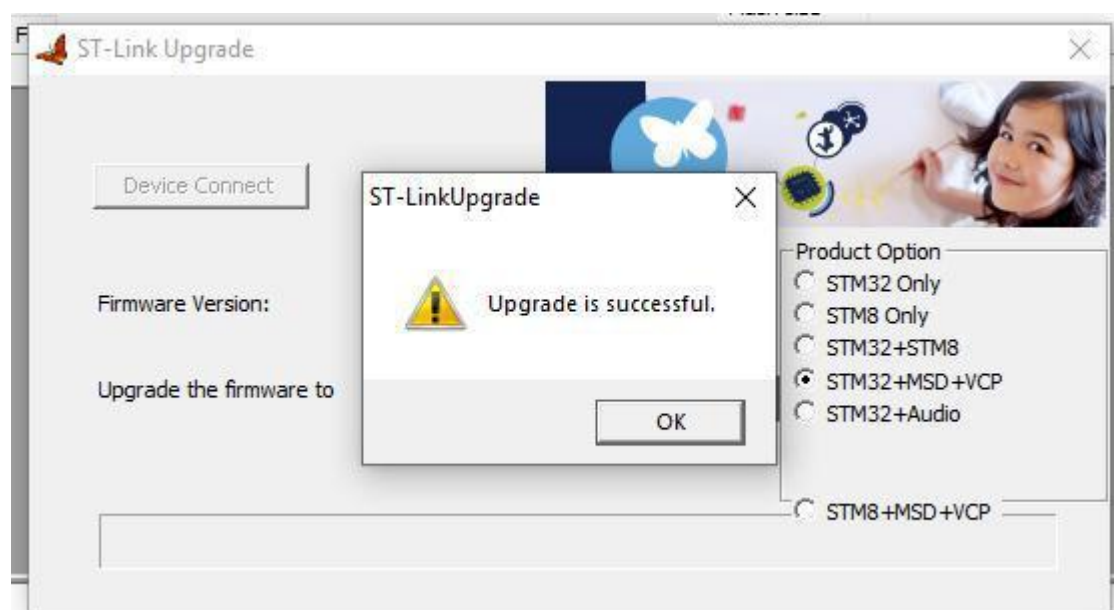 ST-Link Upgrade
Device Connect
ST-LinkUpgrade
Upgrade is successful.
OK
Firmware Version:
Upgrade the firmware to
Product Option
STM32 Only
STM8 Only
STM32+STM8
STM32+MSD+VCP
STM32+Audio
STM8+MSD+VCP